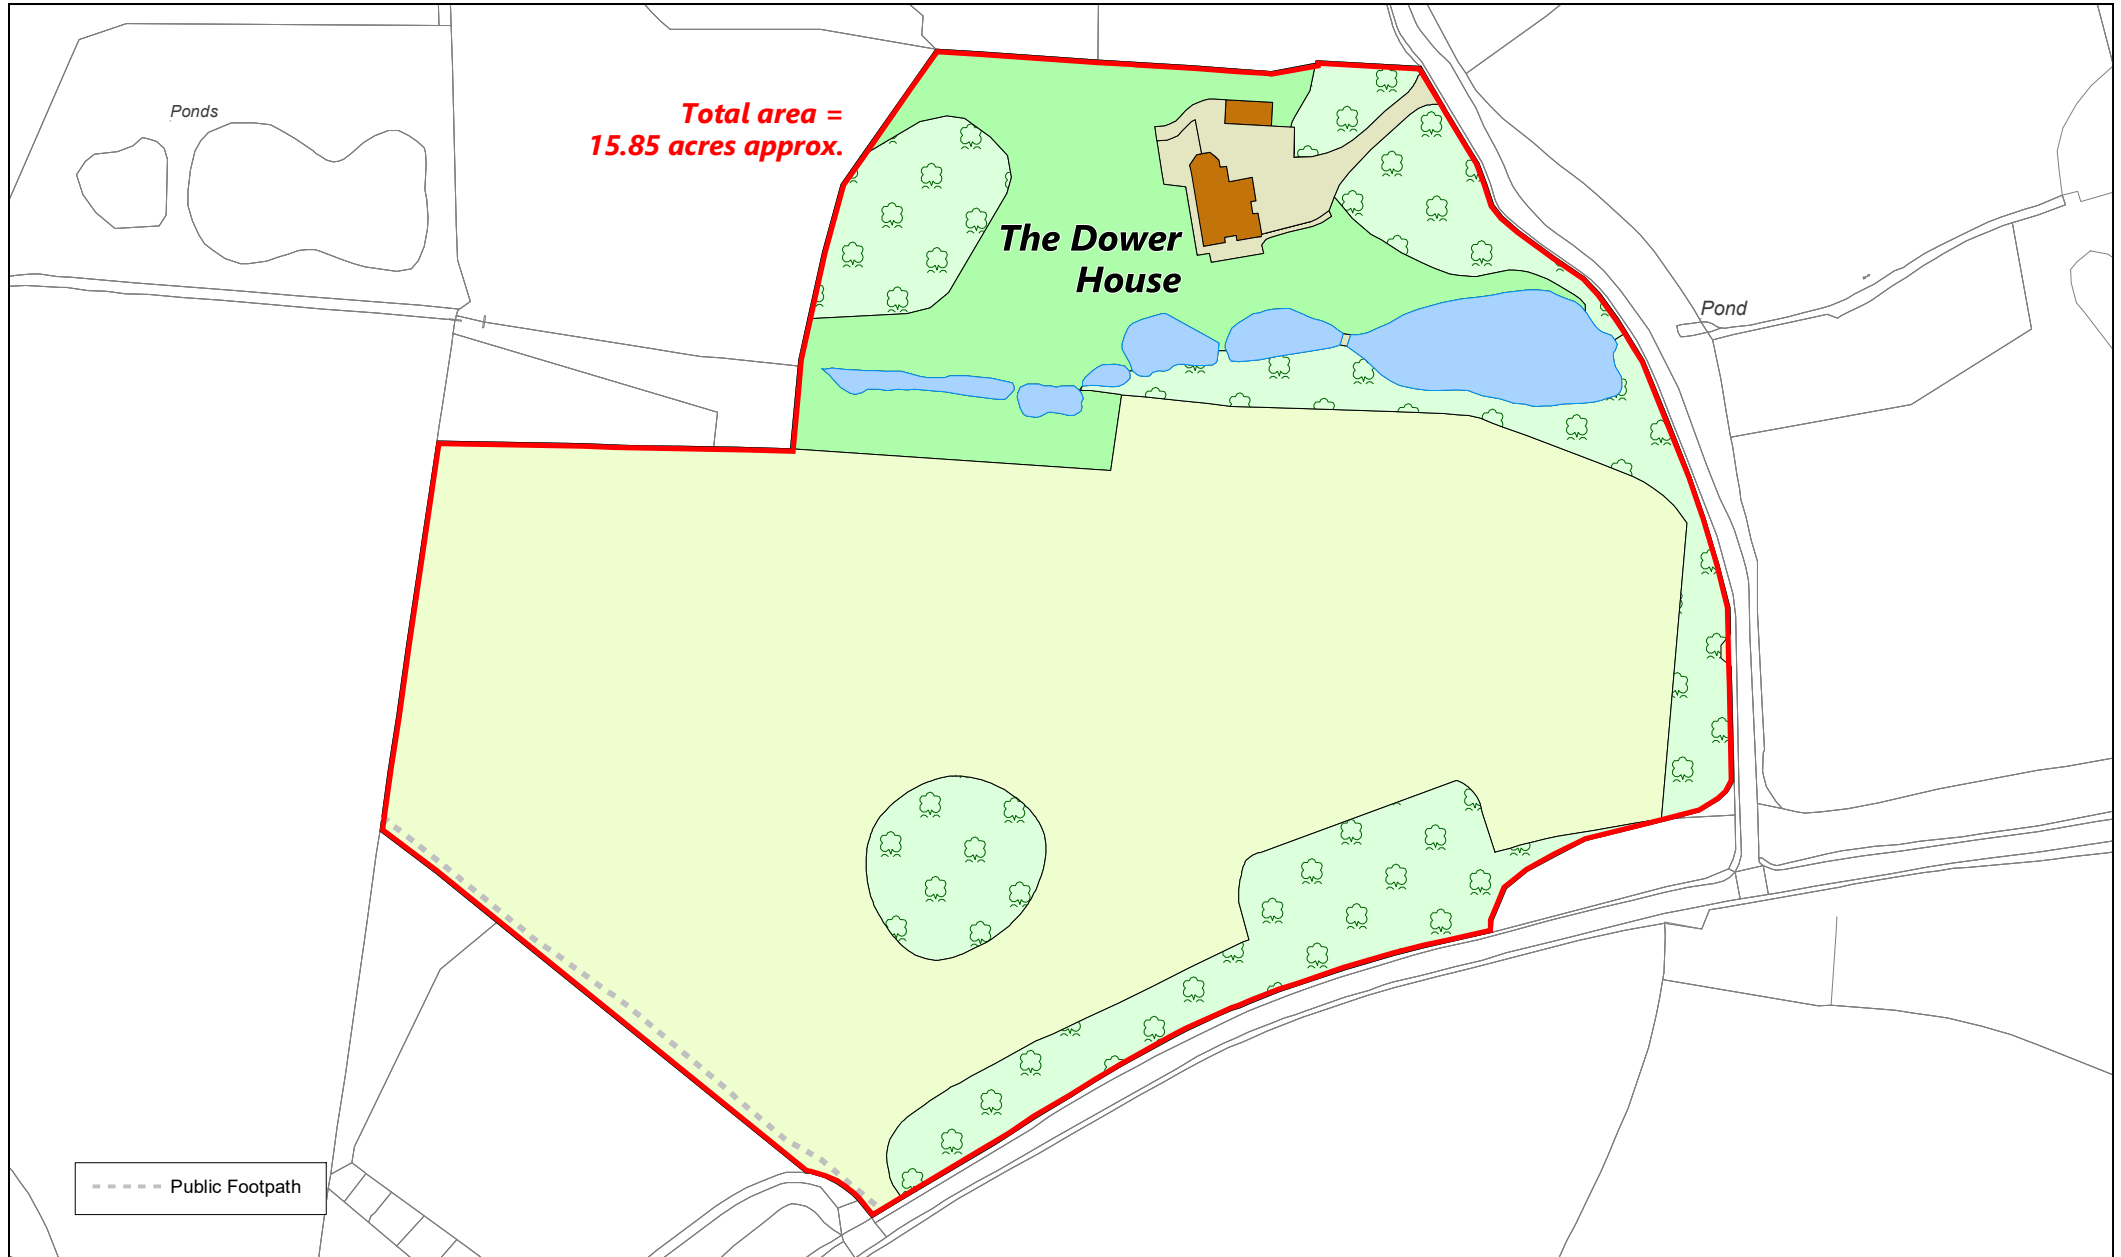 Ponds
Total area =
15.85 acres approx.
The Dower
House
Pond
Public Footpath